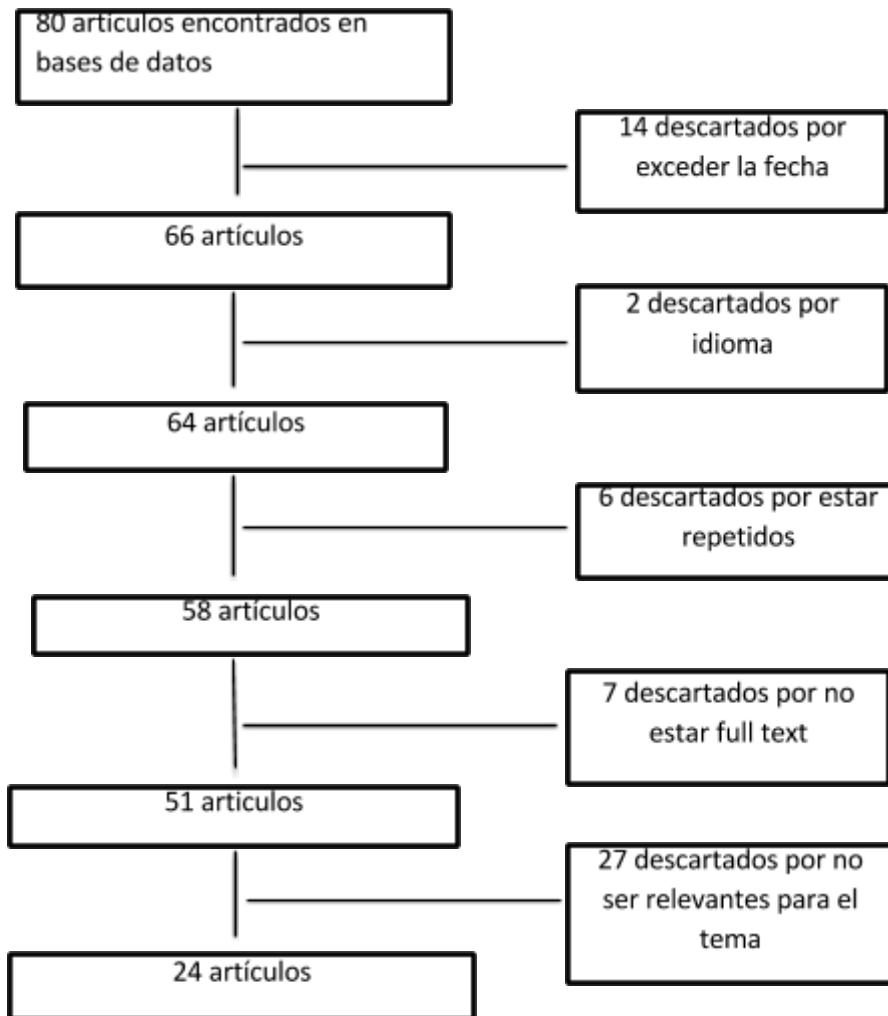 80 artículos encontrados en
bases de datos
14 descartados por
exceder la fecha
66 artículos
2 descartados por
idioma
64 artículos
6 descartados por estar
repetidos
58 artículos
7 descartados por no
estar full text
51 articulos
27 descartados por no
ser relevantes para el
tema
24 artículos